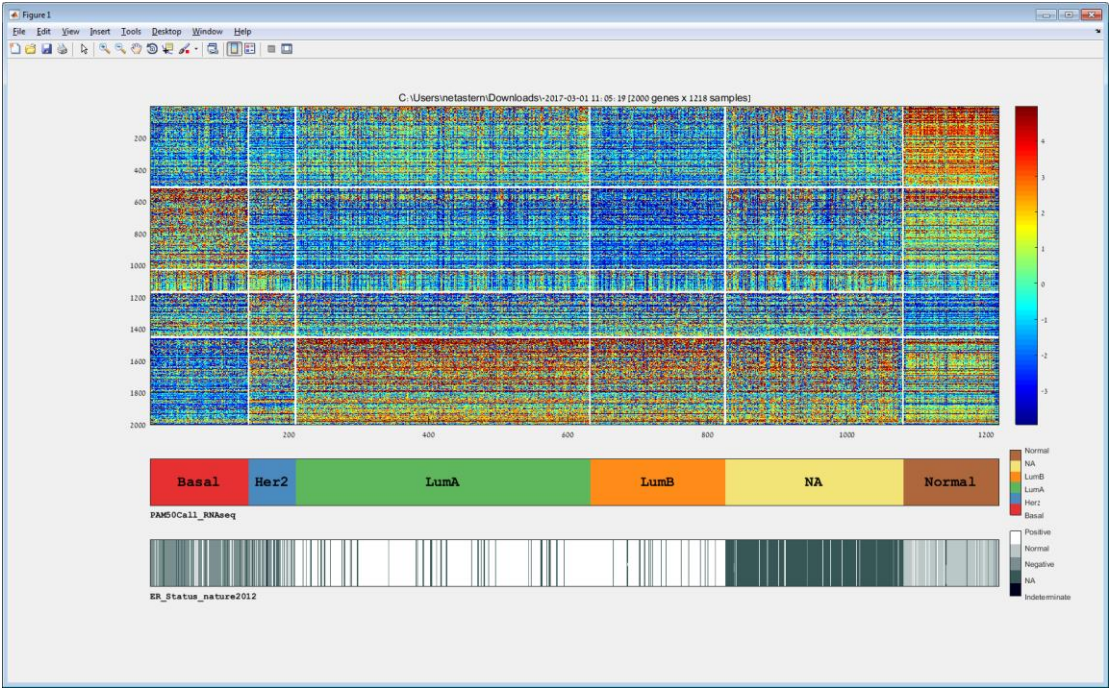 Figure 1
File Edit View Insert Tools Desktop Window Help
C:\Users\netastern\Downloads\-2017-03-01 11:05:19 [2000 genes x 1218 samples]
200
400
600
800
1000
1200
1400
1600
1800
2000
200 400 600 800 1000 1200
4
3
2
1
0
-1
-2
-3
Basal Her2 LumA LumB NA Normal
PAM50Call_RNAseq
Normal
NA
LumB
LumA
Her2
Basal
ER_Status_nature2012
Positive
Normal
Negative
NA
Indeterminate